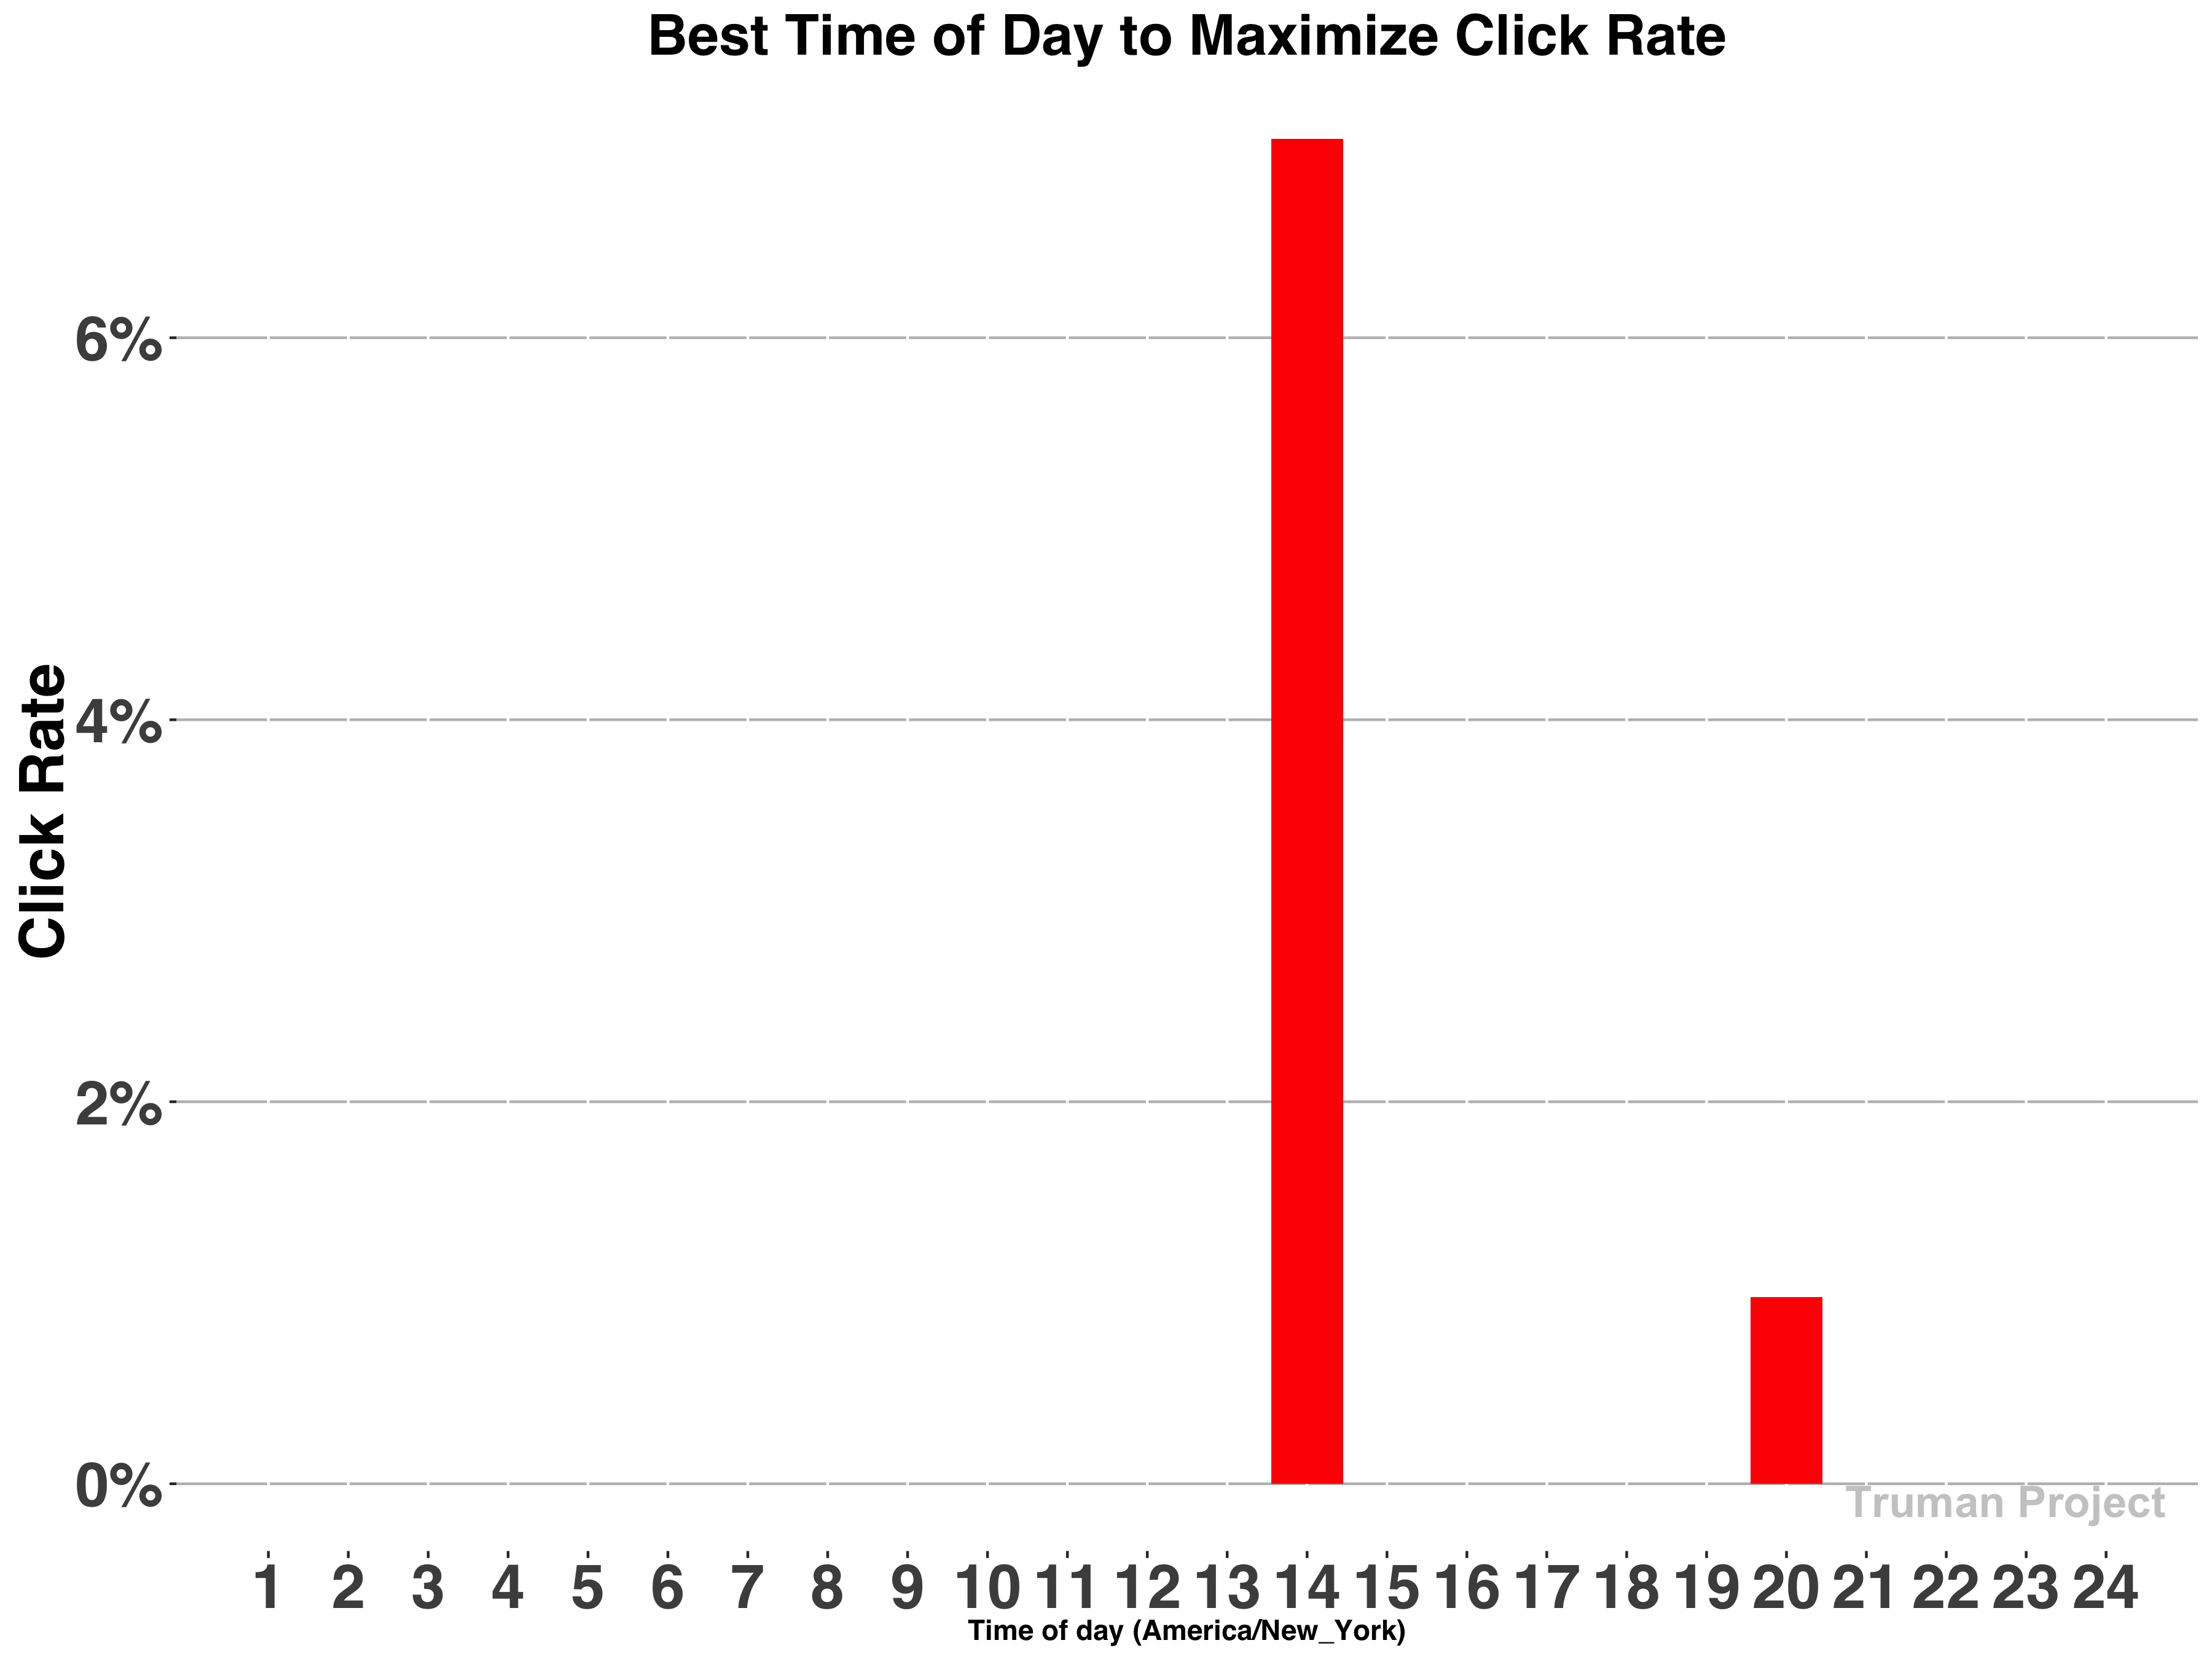 Best Time of Day to Maximize Click Rate
Click Rate
6%
4%
2%
0%
Truman Project
1 2 3 4 5 6 7 8 9 10 11 12 13 14 15 16 17 18 19 20 21 22 23 24
Time of day (America/New_York)